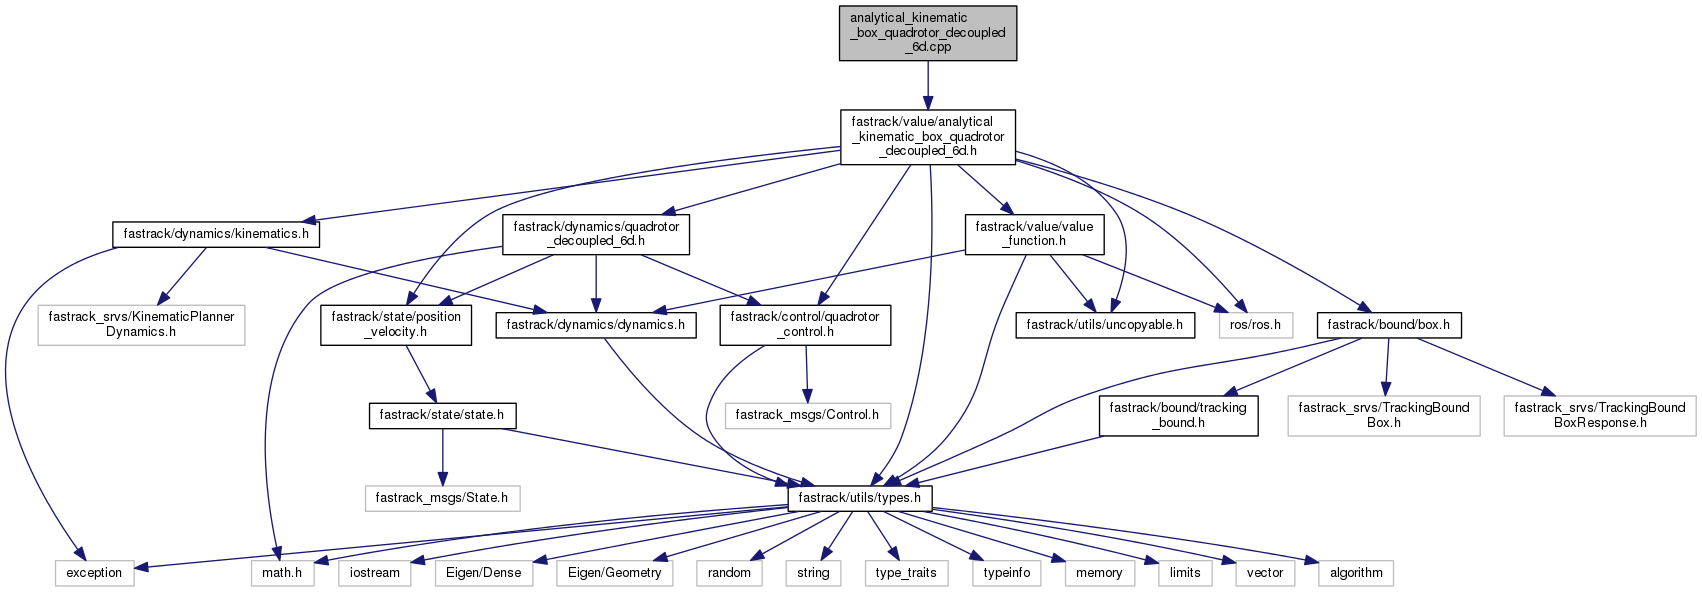 analytical_kinematic
_box_quadrotor_decoupled
_6d.cpp
fastrack/value/analytical
_kinematic_box_quadrotor
_decoupled_6d.h
fastrack/dynamics/kinematics.h
fastrack/dynamics/quadrotor
_decoupled_6d.h
fastrack/value/value
_function.h
fastrack_srvs/KinematicPlanner
Dynamics.h
fastrack/state/position
_velocity.h
fastrack/dynamics/dynamics.h
fastrack/control/quadrotor
_control.h
fastrack/utils/uncopyable.h
ros/ros.h
fastrack/bound/box.h
fastrack/state/state.h
fastrack_msgs/Control.h
fastrack/bound/tracking
_bound.h
fastrack_srvs/TrackingBound
Box.h
fastrack_srvs/TrackingBound
BoxResponse.h
fastrack_msgs/State.h
fastrack/utils/types.h
exception
math.h
iostream
Eigen/Dense
Eigen/Geometry
random
string
type_traits
typeinfo
memory
limits
vector
algorithm